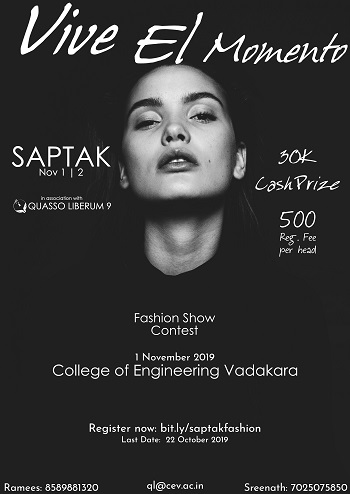 Vive El Momento
SAPTAK
Nov 1 | 2
in association with
QUASSO LIBERUM 9
30K
CashPrize
500
Reg. Fee
per head
Fashion Show
Contest
1 November 2019
College of Engineering Vadakara
Register now: bit.ly/saptakfashion
Last Date: 22 October 2019
Ramees: 8589881320
ql@cev.ac.in
Sreenath: 7025075850